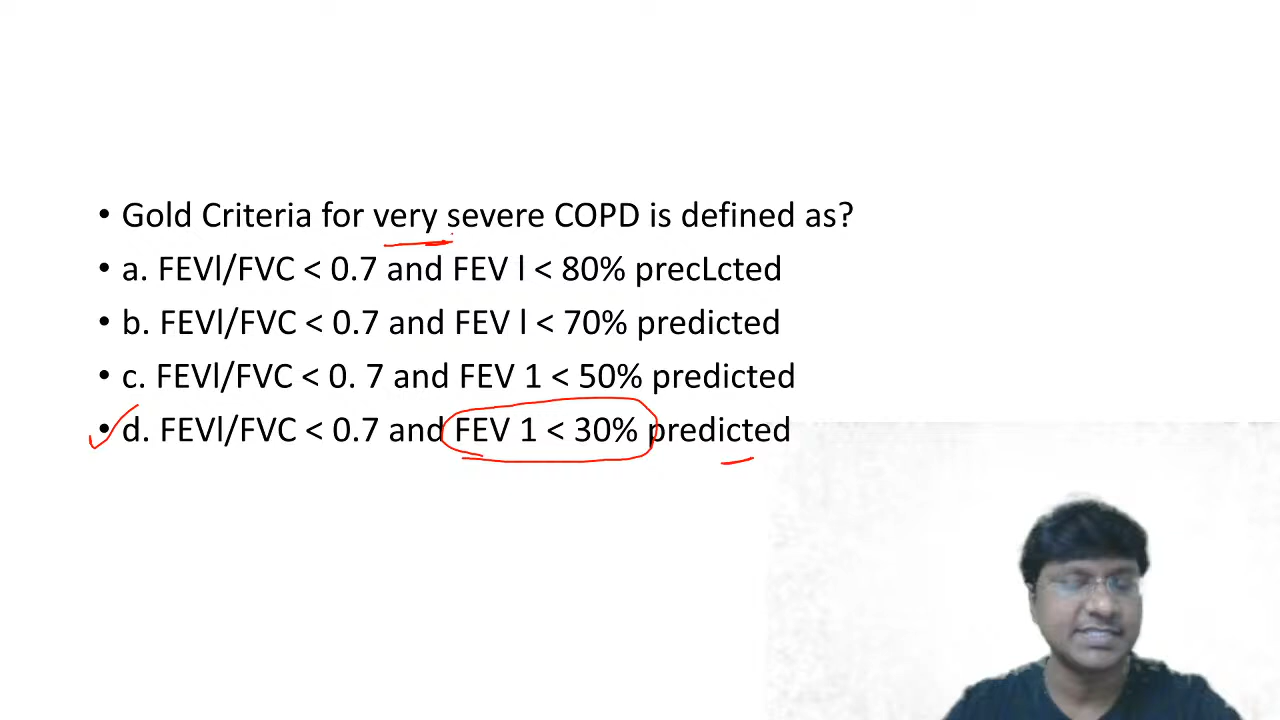 • Gold Criteria for very severe COPD is defined as?
• a. FEVl/FVC < 0.7 and FEV l < 80% precLcted
• b. FEVl/FVC < 0.7 and FEV l < 70% predicted
• c. FEVl/FVC < 0. 7 and FEV 1 < 50% predicted
• d. FEVl/FVC < 0.7 and FEV 1 < 30% predicted